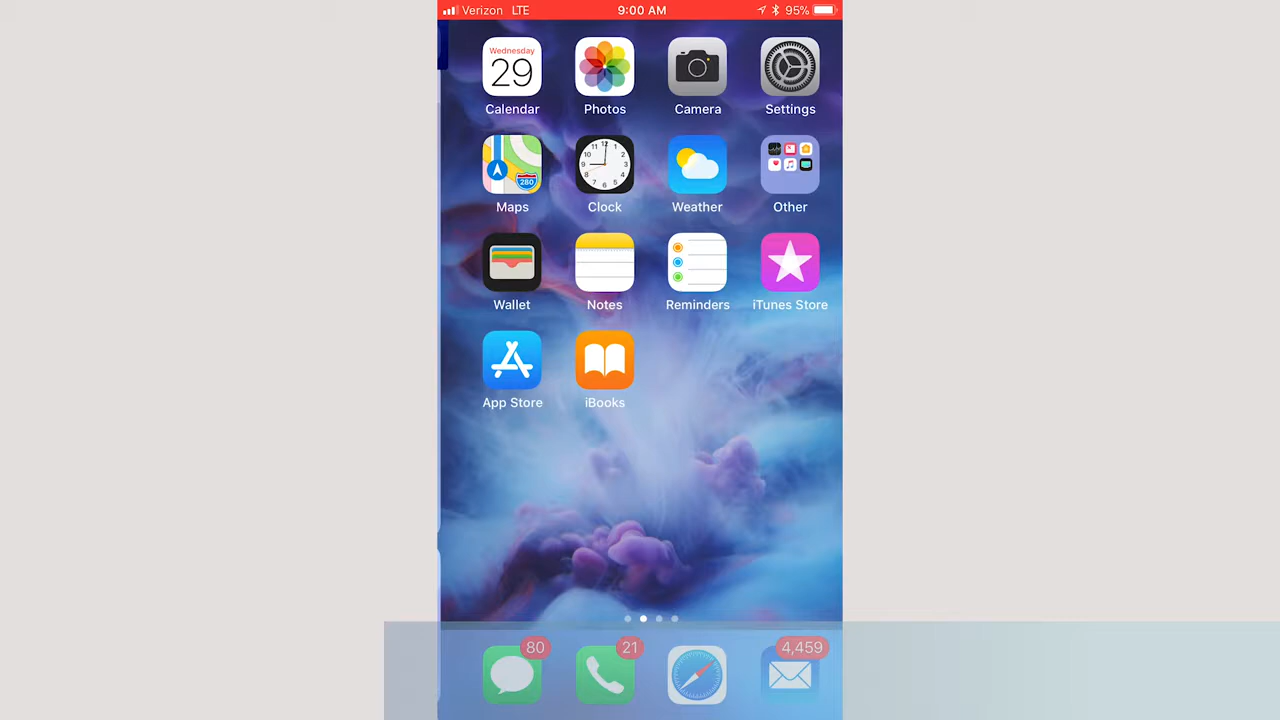 Verizon LTE 9:00 AM 95%
Wednesday
29
Calendar Photos Camera Settings
280
Maps Clock Weather Other
Wallet Notes Reminders iTunes Store
App Store iBooks
80 21 4,459